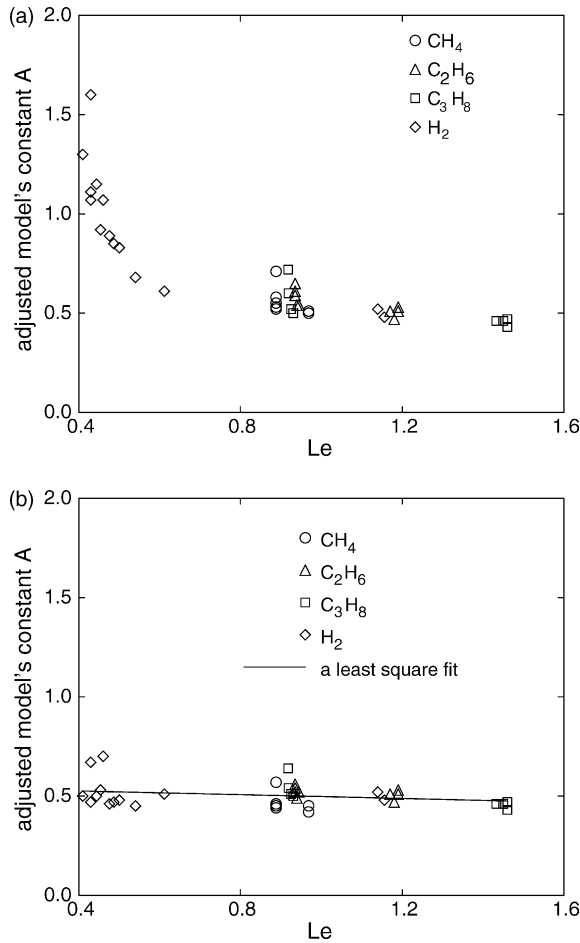 (a)
2.0
1.5
1.0
0.5
0.0
adjusted model's constant A
CH4
C2H6
C3H8
H2
0.4 0.8 1.2 1.6
Le
(b)
2.0
1.5
1.0
0.5
0.0
adjusted model's constant A
CH4
C2H6
C3H8
H2
a least square fit
0.4 0.8 1.2 1.6
Le